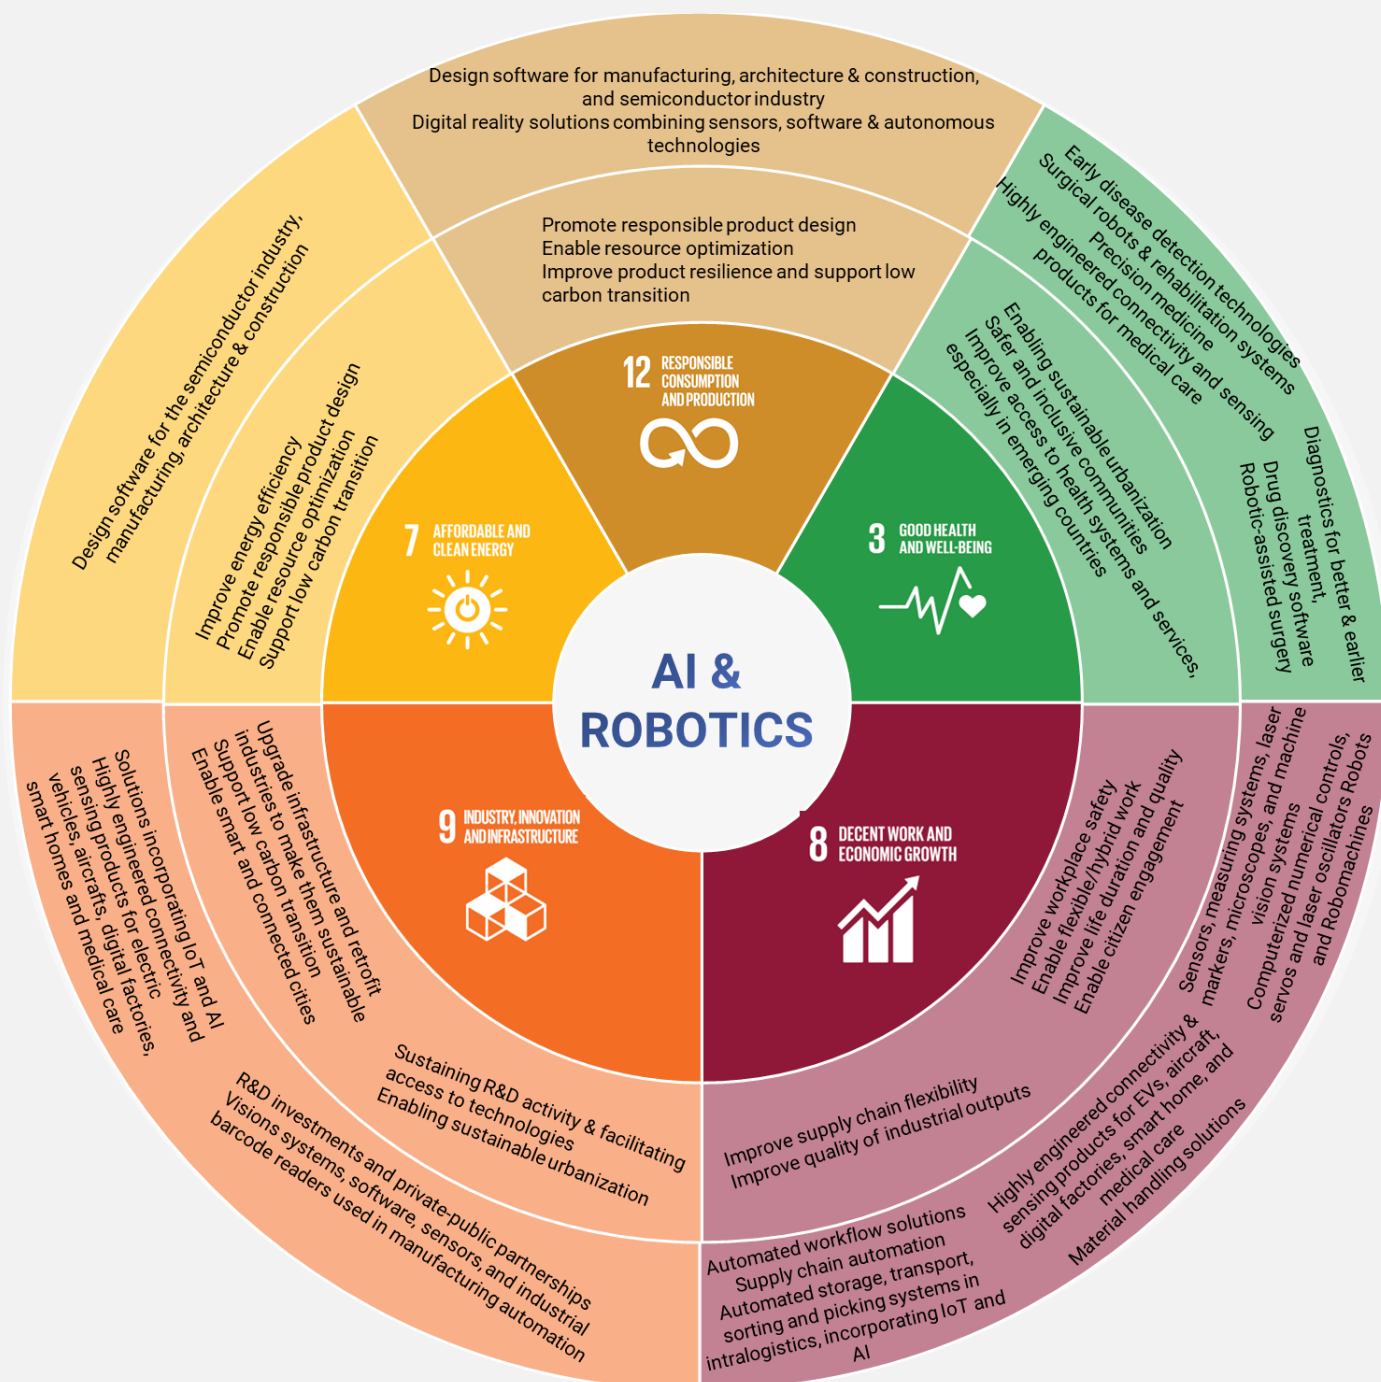 AI &
ROBOTICS
12 RESPONSIBLE
CONSUMPTION
AND PRODUCTION
Promote responsible product design
Enable resource optimization
Improve product resilience and support low
carbon transition
Design software for manufacturing, architecture & construction,
and semiconductor industry
Digital reality solutions combining sensors, software & autonomous
technologies
3 GOOD HEALTH
AND WELL-BEING
Enabling sustainable urbanization
Safer and inclusive communities
Improve access to health systems and services,
especially in emerging countries
Early disease detection technologies
Surgical robots & rehabilitation systems
Precision medicine
Highly engineered connectivity and sensing
products for medical care
Diagnostics for better & earlier
treatment,
Drug discovery software
Robotic-assisted surgery
8 DECENT WORK AND
ECONOMIC GROWTH
Improve workplace safety
Enable flexible/hybrid work
Improve life duration and quality
Enable citizen engagement
Improve supply chain flexibility
Improve quality of industrial outputs
Sensors, measuring systems, laser
markers, microscopes, and machine
vision systems
Computerized numerical controls,
servos and laser oscillators Robots
and Robomachines
Highly engineered connectivity &
sensing products for EVs, aircraft,
digital factories, smart home, and
medical care
Material handling solutions
Automated workflow solutions
Supply chain automation
Automated storage, transport,
sorting and picking systems in
intralogistics, incorporating IoT and
AI
9 INDUSTRY, INNOVATION
AND INFRASTRUCTURE
Upgrade infrastructure and retrofit
industries to make them sustainable
Support low carbon transition
Enable smart and connected cities
Sustaining R&D activity & facilitating
access to technologies
Enabling sustainable urbanization
Solutions incorporating IoT and AI
Highly engineered connectivity and
sensing products for electric
vehicles, aircrafts, digital factories,
smart homes and medical care
R&D investments and private-public partnerships
Visions systems, software, sensors, and industrial
barcode readers used in manufacturing automation
7 AFFORDABLE AND
CLEAN ENERGY
Improve energy efficiency
Promote responsible product design
Enable resource optimization
Support low carbon transition
Design software for the semiconductor industry,
manufacturing, architecture & construction